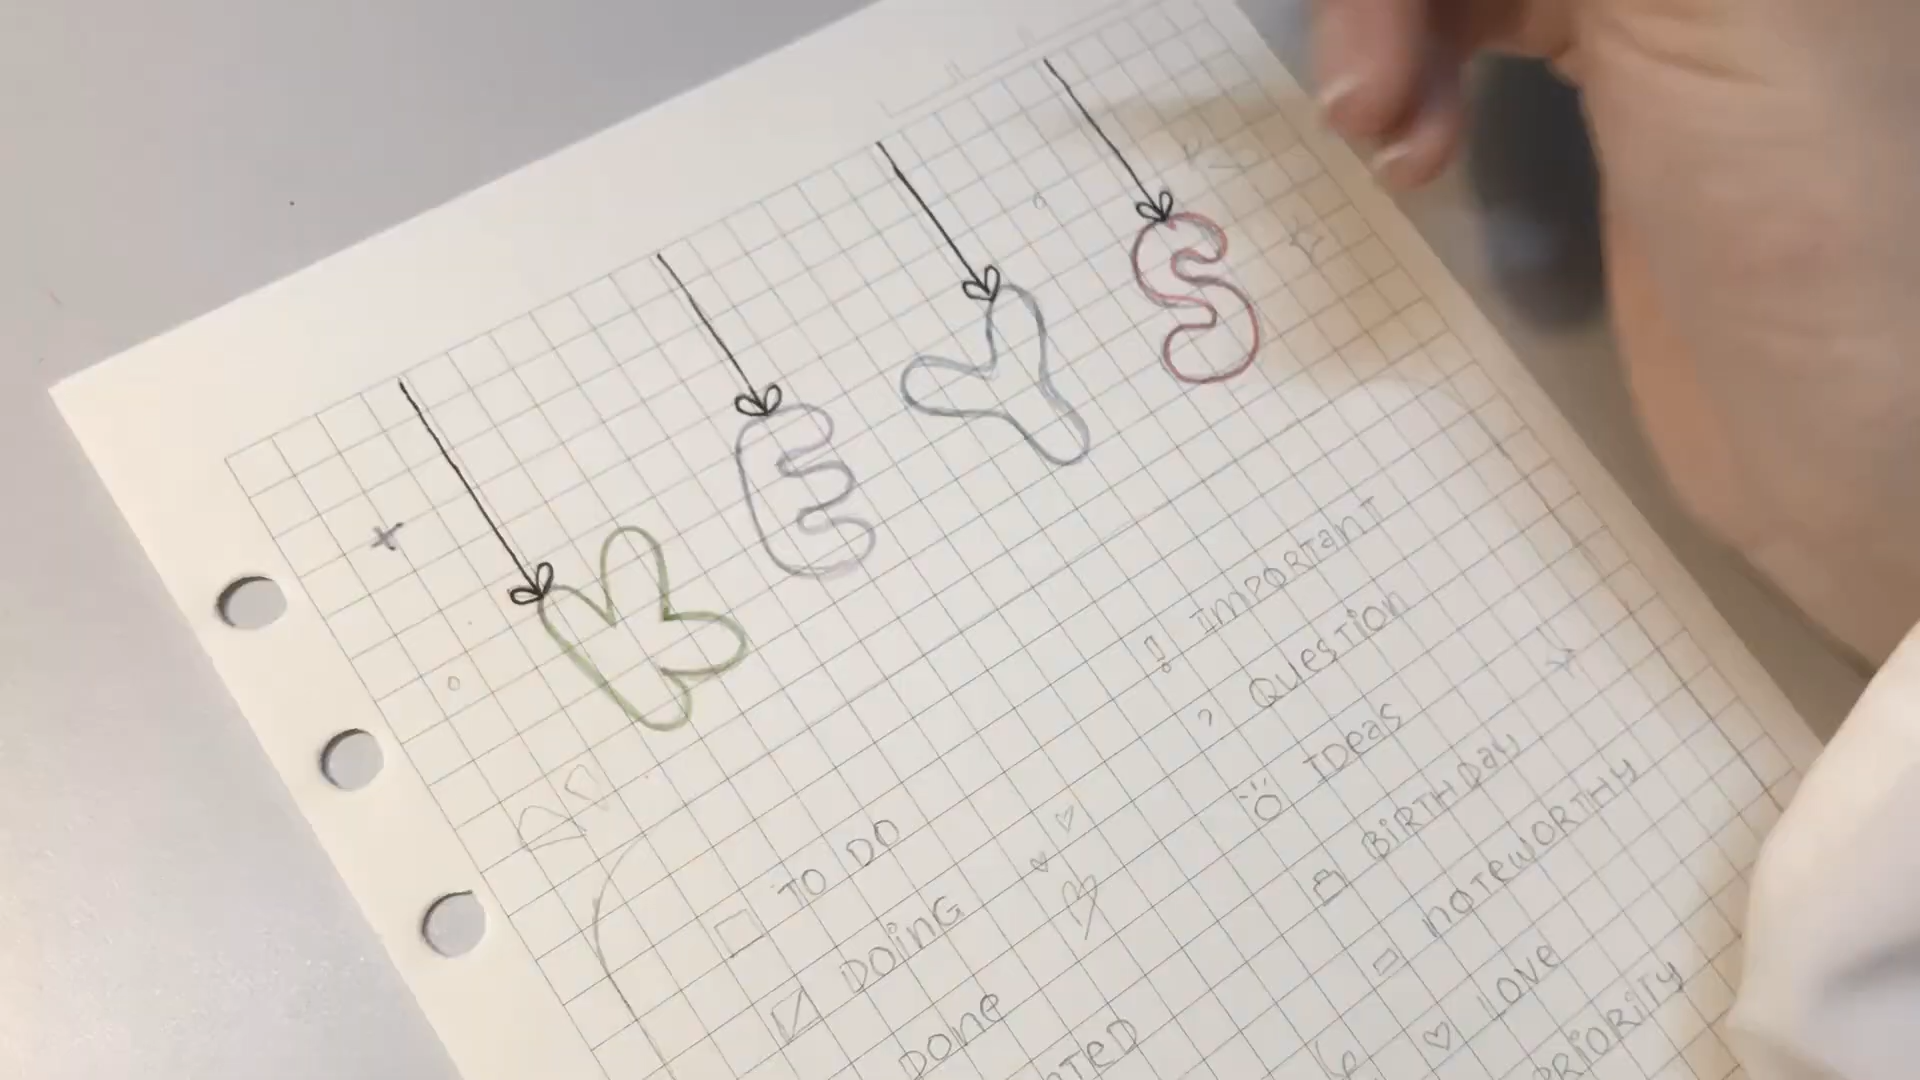 KEYS
TO DO
DOinG
Done
! ImPORTanT
? QUesTion
IDeas
BiRTHDay
noTeWORTHY
Love
PRiORiTy